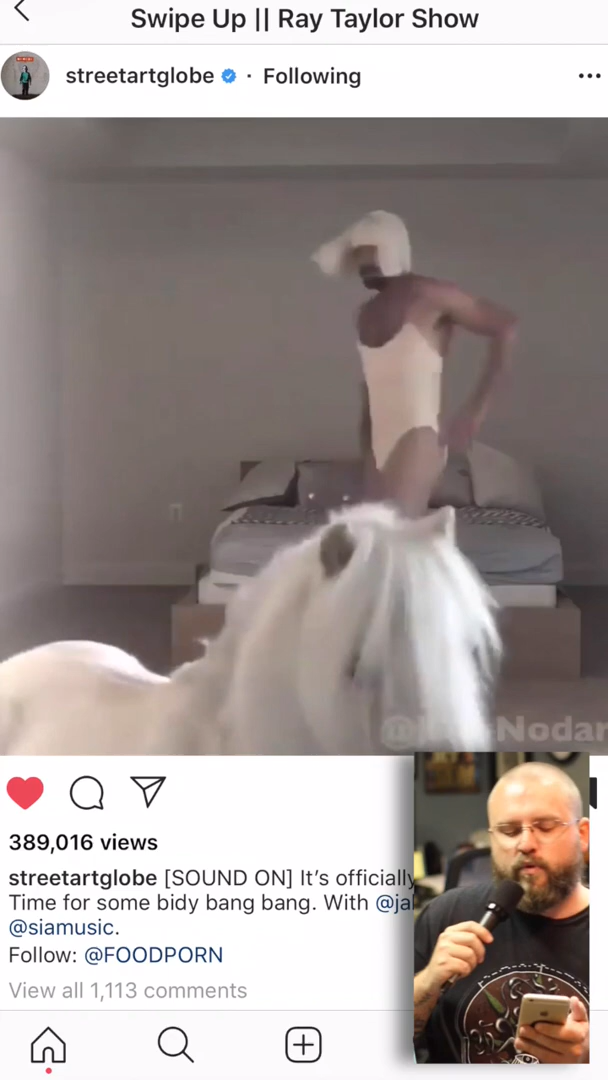 Swipe Up || Ray Taylor Show
streetartglobe · Following
389,016 views
streetartglobe [SOUND ON] It’s officially
Time for some bidy bang bang. With
@siamusic.
Follow: @FOODPORN
View all 1,113 comments